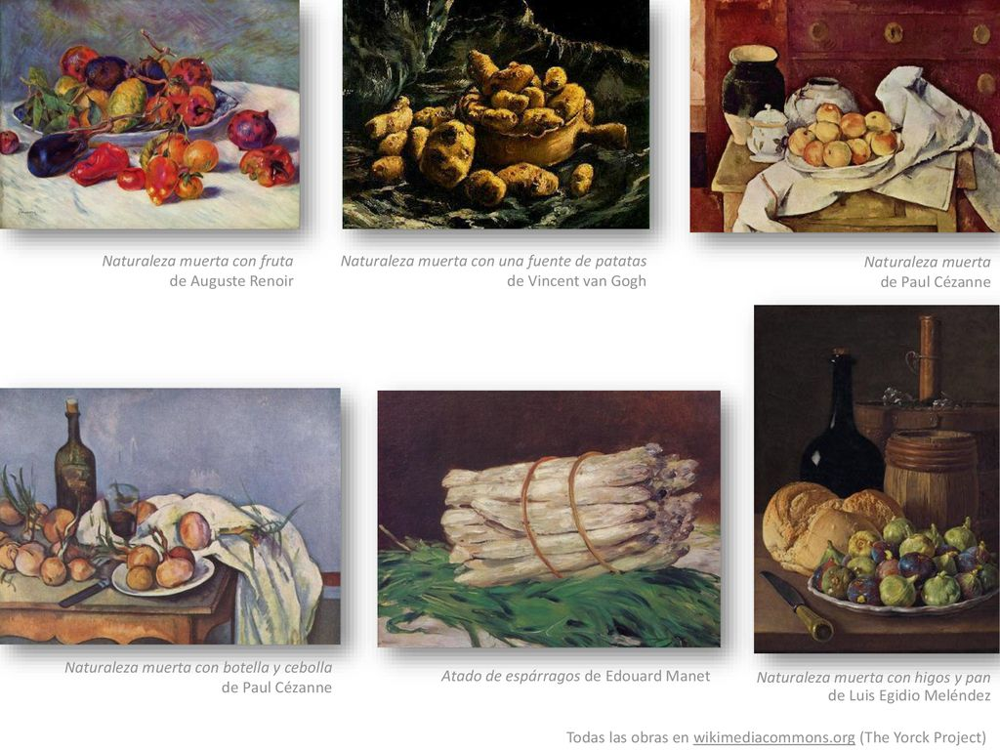 Naturaleza muerta con fruta
de Auguste Renoir
Naturaleza muerta con una fuente de patatas
de Vincent van Gogh
Naturaleza muerta
de Paul Cézanne
Naturaleza muerta con botella y cebolla
de Paul Cézanne
Atado de espárragos de Edouard Manet
Naturaleza muerta con higos y pan
de Luis Egidio Meléndez
Todas las obras en wikimediacommons.org (The Yorck Project)